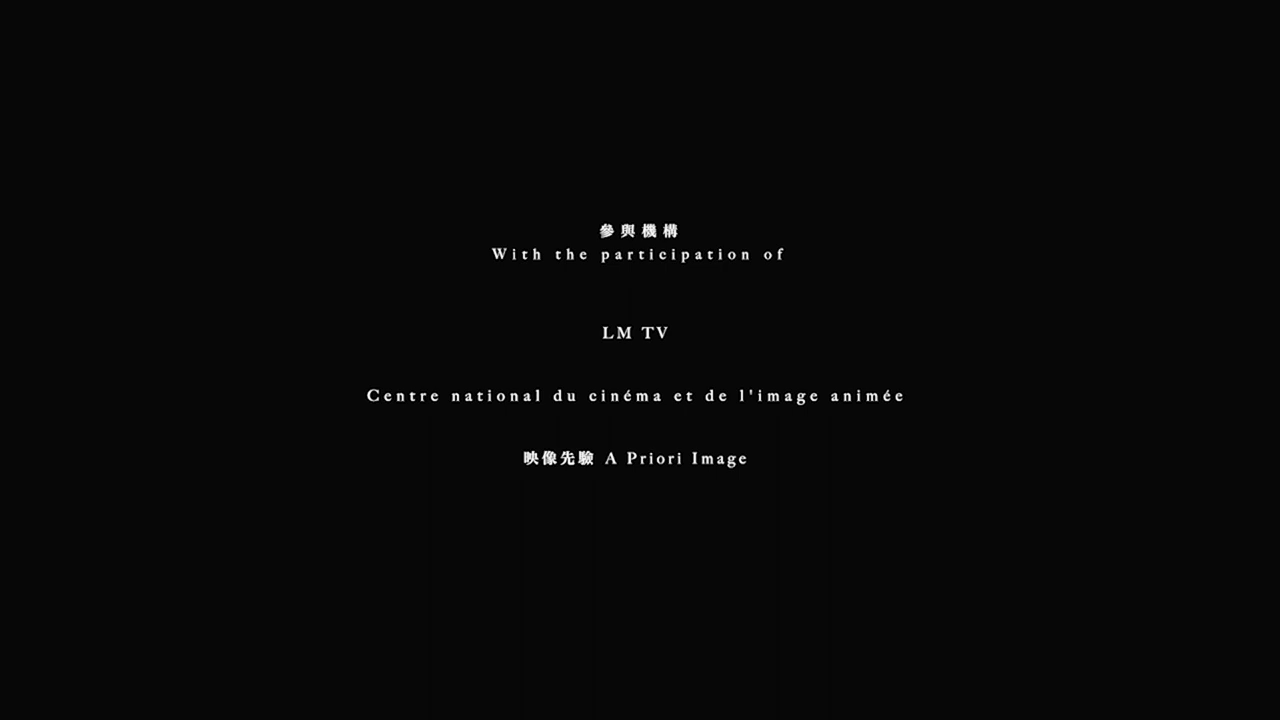 參與機構
With the participation of
LM TV
Centre national du cinéma et de l'image animée
映像先驗 A Priori Image